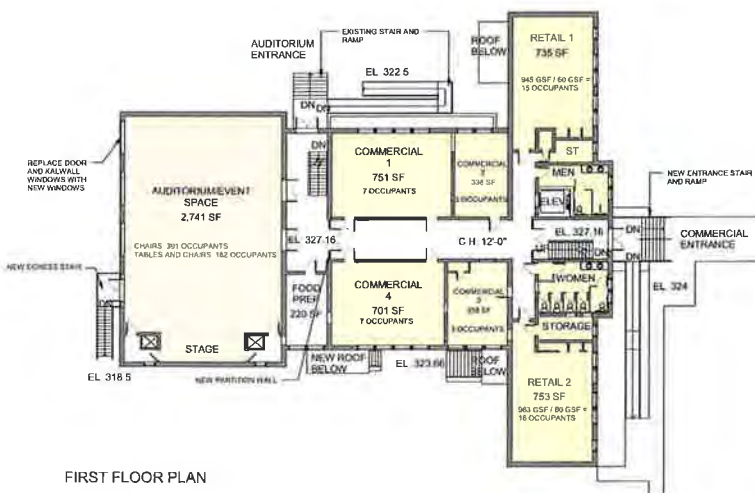 AUDITORIUM
ENTRANCE
EXISTING STAIR AND
RAMP
EL 322.5
ROOF
BELOW
RETAIL 1
735 SF
945 GSF / 60 GSF =
15 OCCUPANTS
DN
DN
REPLACE DOOR
AND KALWALL
WINDOWS WITH
NEW WINDOWS
DN
COMMERCIAL
1
751 SF
7 OCCUPANTS
COMMERCIAL
338 SF
3 OCCUPANTS
ST
MEN
ELEV
NEW ENTRANCE STAIR
AND RAMP
AUDITORIUM/EVENT
SPACE
2,741 SF
CHAIRS 391 OCCUPANTS
TABLES AND CHAIRS 182 OCCUPANTS
EL 327.16
C.H. 12'-0"
EL. 327.16
DN
DN
COMMERCIAL
ENTRANCE
NEW EGRESS STAIR
FOOD
PREP
220 SF
COMMERCIAL
4
701 SF
7 OCCUPANTS
COMMERCIAL
3 OCCUPANTS
WOMEN
EL 324
STORAGE
STAGE
NEW ROOF
BELOW
EL 323.66
ROOF
BELOW
RETAIL 2
753 SF
963 GSF / 60 GSF =
16 OCCUPANTS
EL 318.5
NEW PARTITION WALL
FIRST FLOOR PLAN